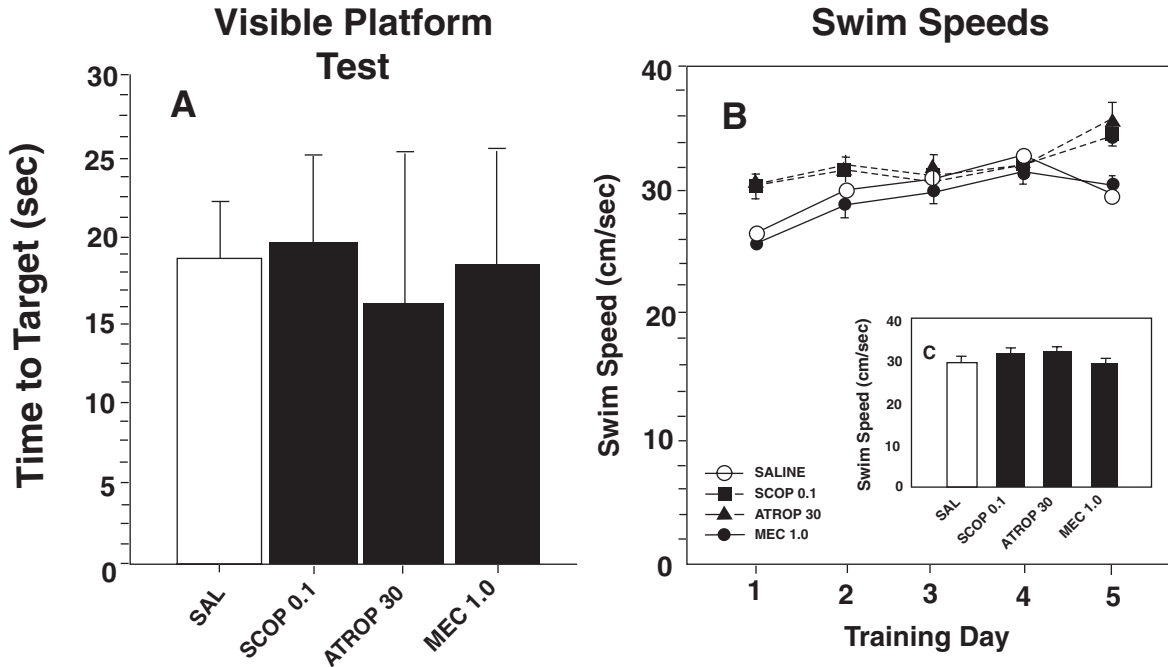 Visible Platform
Test
A
Time to Target (sec)
30
25
20
15
10
5
0
SAL
SCOP 0.1
ATROP 30
MEC 1.0
Swim Speeds
B
Swim Speed (cm/sec)
40
30
20
10
0
SALINE
SCOP 0.1
ATROP 30
MEC 1.0
C
Swim Speed (cm/sec)
40
30
20
10
0
SAL
SCOP 0.1
ATROP 30
MEC 1.0
1 2 3 4 5
Training Day